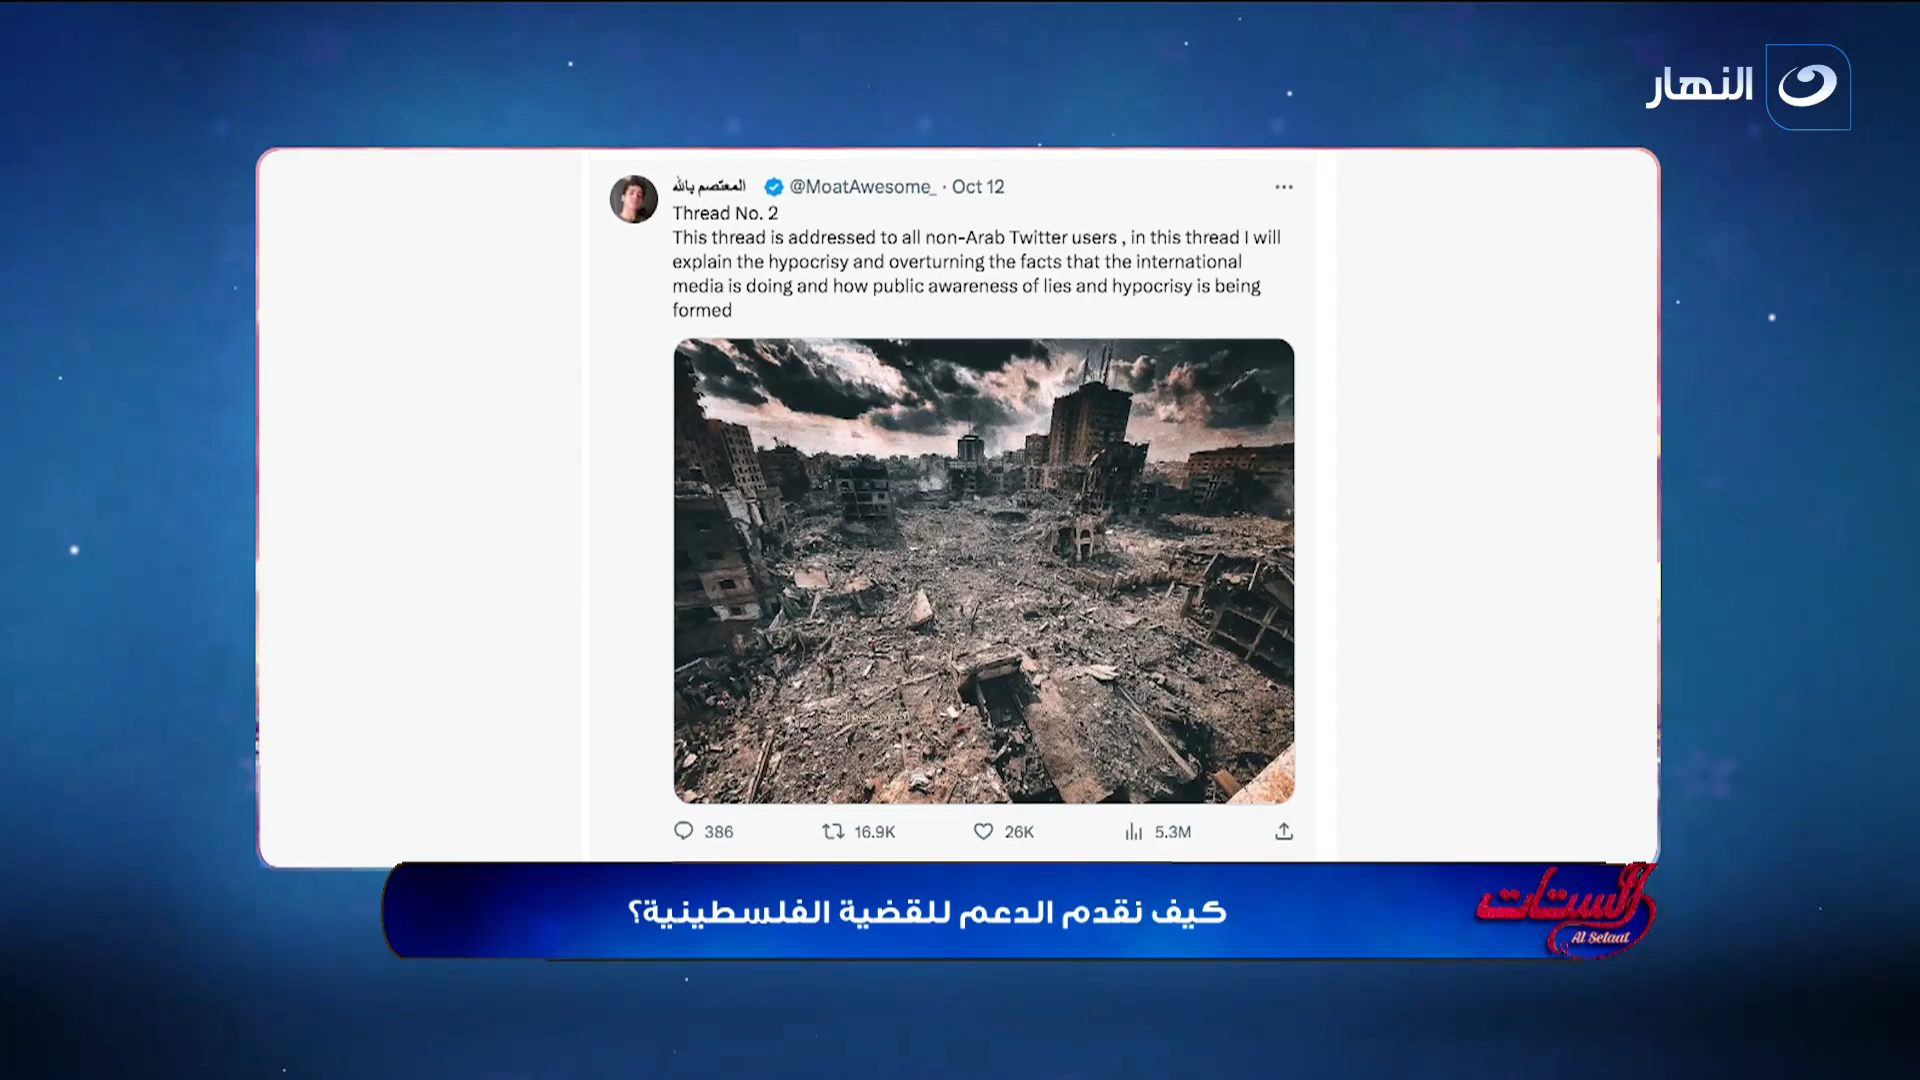 النهار
المعتصم بالله @MoatAwesome_ · Oct 12
Thread No. 2
This thread is addressed to all non-Arab Twitter users , in this thread I will
explain the hypocrisy and overturning the facts that the international
media is doing and how public awareness of lies and hypocrisy is being
formed
386 16.9K 26K 5.3M
كيف نقدم الدعم للقضية الفلسطينية؟
الستات
Al Setaat